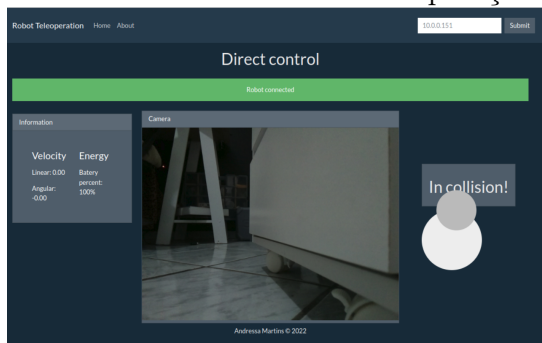 Robot Teleoperation Home About 10.0.0.151 Submit
Direct control
Robot connected
Information
Velocity Energy
Linear: 0.00
Angular:
-0.00
Batery
percent:
100%
Camera
In collision!
Andressa Martins © 2022